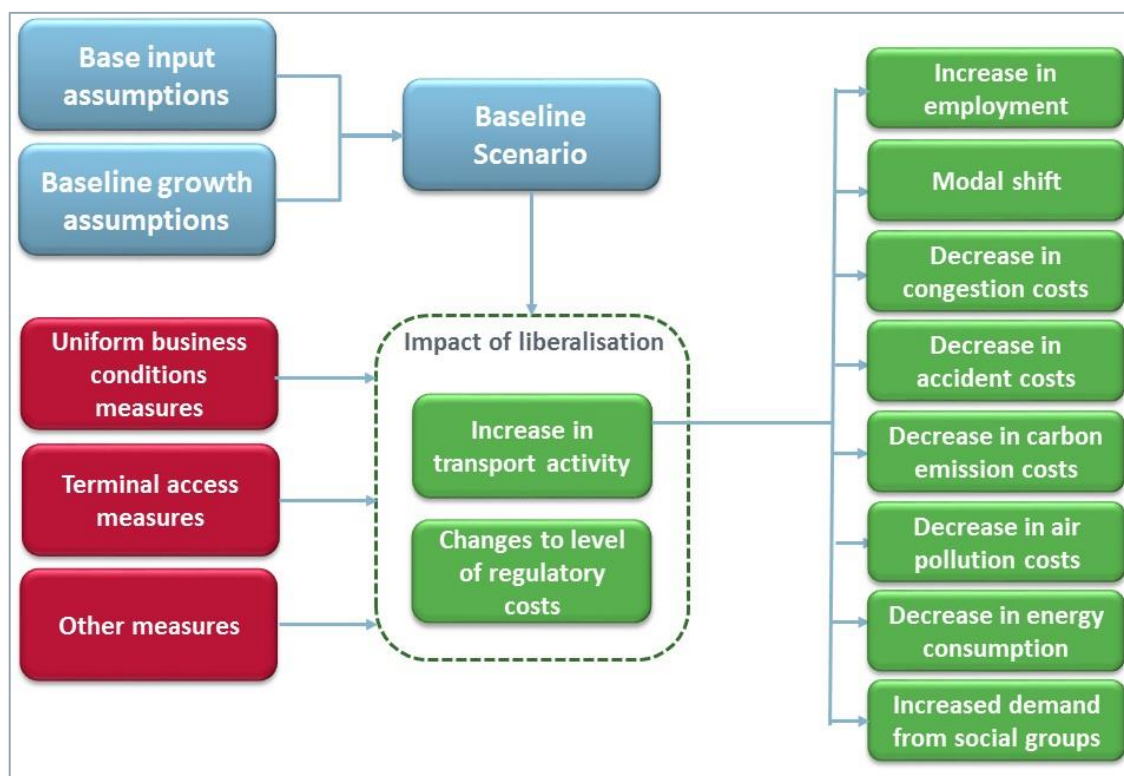 Base input
assumptions
Baseline growth
assumptions
Baseline
Scenario
Uniform business
conditions
measures
Terminal access
measures
Other measures
Impact of liberalisation
Increase in
transport activity
Changes to level
of regulatory
costs
Increase in
employment
Modal shift
Decrease in
congestion costs
Decrease in
accident costs
Decrease in carbon
emission costs
Decrease in air
pollution costs
Decrease in energy
consumption
Increased demand
from social groups